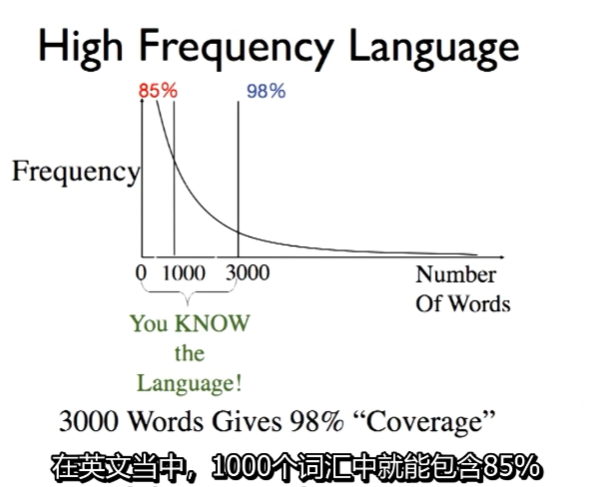 High Frequency Language
85%
98%
Frequency
0 1000 3000
Number
Of Words
You KNOW
the
Language!
3000 Words Gives 98% “Coverage”
在英文当中，1000个词汇中就能包含85%